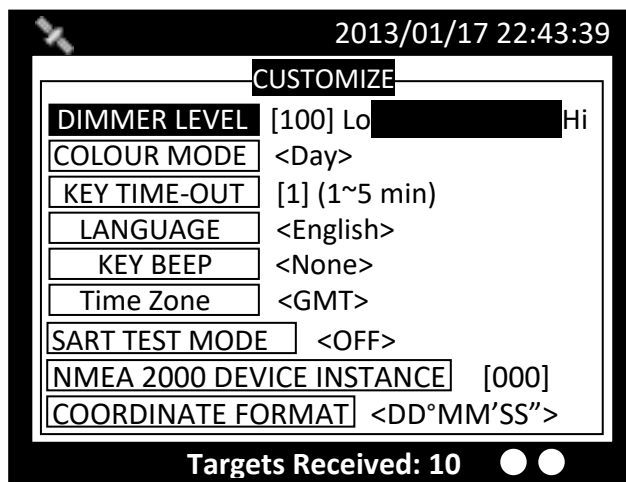 2013/01/17 22:43:39
CUSTOMIZE
DIMMER LEVEL [100] Lo Hi
COLOUR MODE <Day>
KEY TIME-OUT [1] (1~5 min)
LANGUAGE <English>
KEY BEEP <None>
Time Zone <GMT>
SART TEST MODE <OFF>
NMEA 2000 DEVICE INSTANCE [000]
COORDINATE FORMAT <DD°MM’SS”>
Targets Received: 10